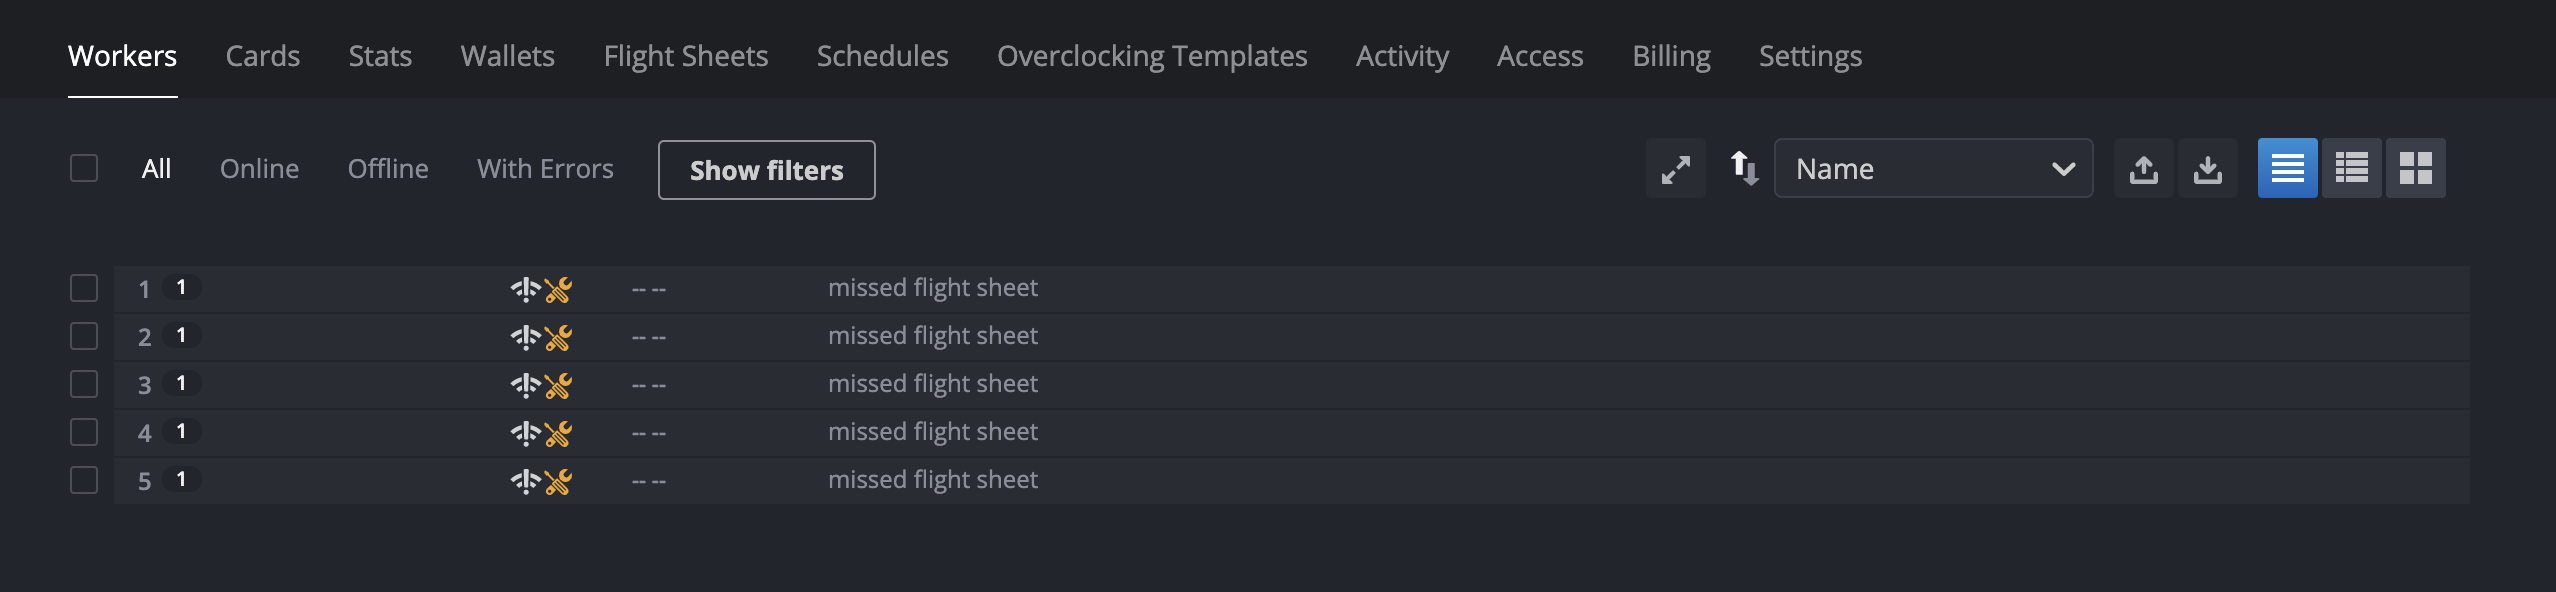 Workers Cards Stats Wallets Flight Sheets Schedules Overclocking Templates Activity Access Billing Settings
All Online Offline With Errors Show filters Name
1 1 -- -- missed flight sheet
2 1 -- -- missed flight sheet
3 1 -- -- missed flight sheet
4 1 -- -- missed flight sheet
5 1 -- -- missed flight sheet